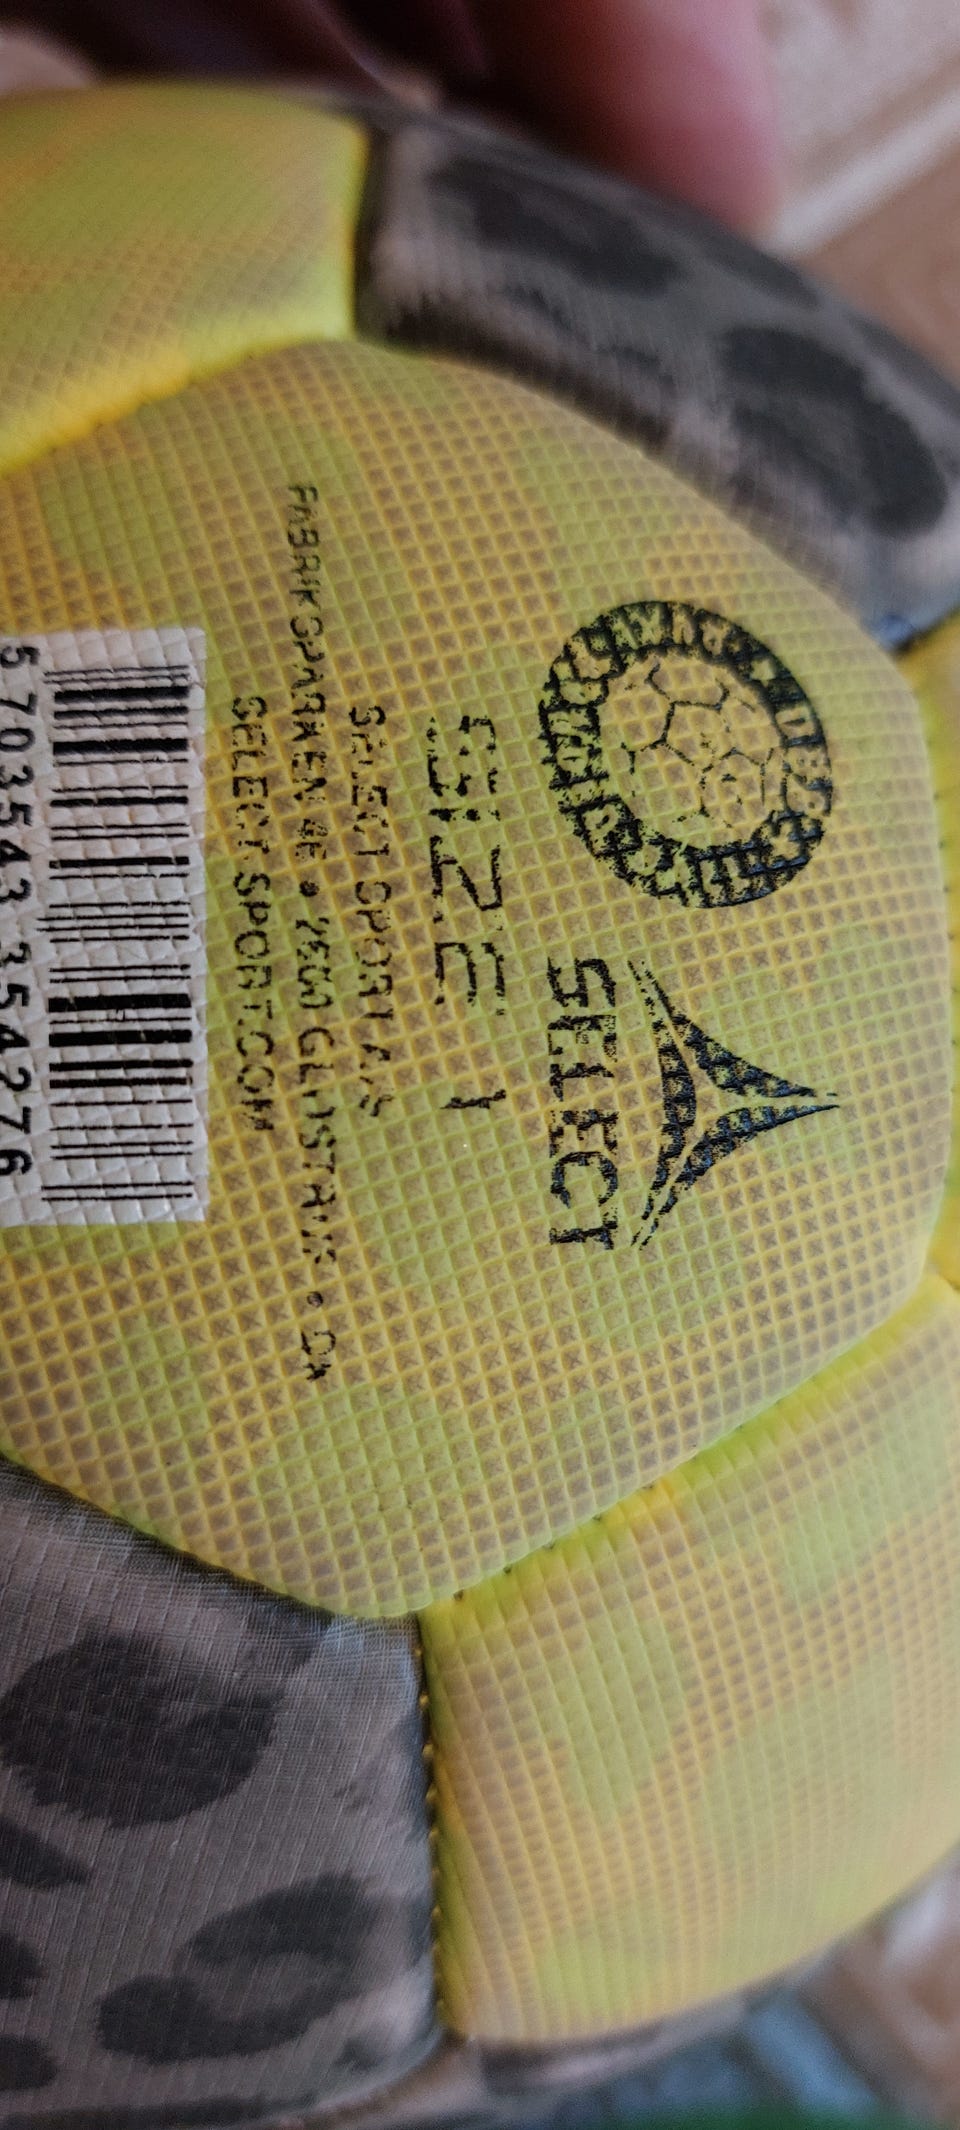 SELECT
SIZE 1
SELECT SPORT A/S
FABRIKSPARKEN 46 • 2600 GLOSTRUP • DK
SELECT-SPORT.COM
5 703543 354276